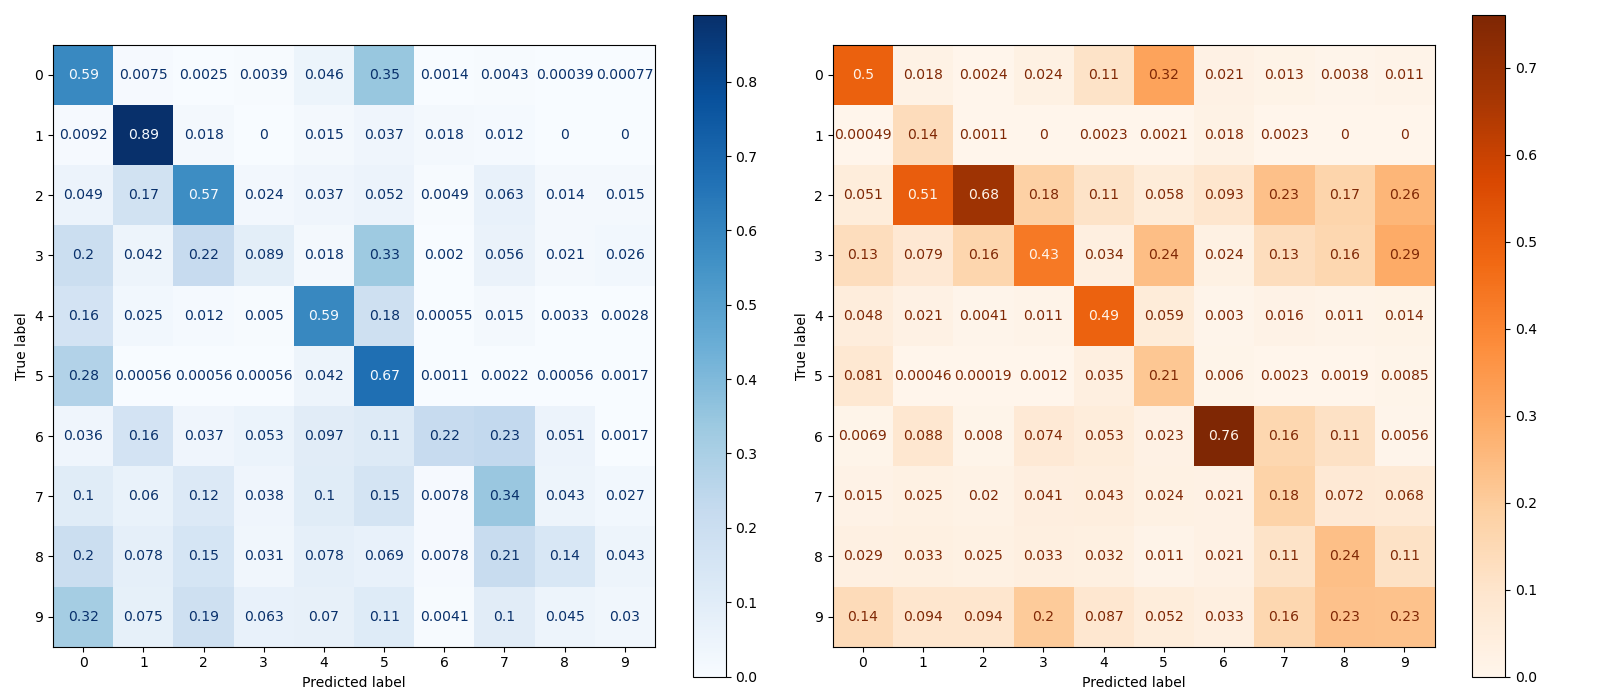 0 0.59 0.0075 0.0025 0.0039 0.046 0.35 0.0014 0.0043 0.00039 0.00077
1 0.0092 0.89 0.018 0 0.015 0.037 0.018 0.012 0 0
2 0.049 0.17 0.57 0.024 0.037 0.052 0.0049 0.063 0.014 0.015
3 0.2 0.042 0.22 0.089 0.018 0.33 0.002 0.056 0.021 0.026
4 0.16 0.025 0.012 0.005 0.59 0.18 0.00055 0.015 0.0033 0.0028
5 0.28 0.00056 0.00056 0.00056 0.042 0.67 0.0011 0.0022 0.00056 0.0017
6 0.036 0.16 0.037 0.053 0.097 0.11 0.22 0.23 0.051 0.0017
7 0.1 0.06 0.12 0.038 0.1 0.15 0.0078 0.34 0.043 0.027
8 0.2 0.078 0.15 0.031 0.078 0.069 0.0078 0.21 0.14 0.043
9 0.32 0.075 0.19 0.063 0.07 0.11 0.0041 0.1 0.045 0.03
0 1 2 3 4 5 6 7 8 9
Predicted label
True label
0.8
0.7
0.6
0.5
0.4
0.3
0.2
0.1
0.0
0 0.5 0.018 0.0024 0.024 0.11 0.32 0.021 0.013 0.0038 0.011
1 0.00049 0.14 0.0011 0 0.0023 0.0021 0.018 0.0023 0 0
2 0.051 0.51 0.68 0.18 0.11 0.058 0.093 0.23 0.17 0.26
3 0.13 0.079 0.16 0.43 0.034 0.24 0.024 0.13 0.16 0.29
4 0.048 0.021 0.0041 0.011 0.49 0.059 0.003 0.016 0.011 0.014
5 0.081 0.00046 0.00019 0.0012 0.035 0.21 0.006 0.0023 0.0019 0.0085
6 0.0069 0.088 0.008 0.074 0.053 0.023 0.76 0.16 0.11 0.0056
7 0.015 0.025 0.02 0.041 0.043 0.024 0.021 0.18 0.072 0.068
8 0.029 0.033 0.025 0.033 0.032 0.011 0.021 0.11 0.24 0.11
9 0.14 0.094 0.094 0.2 0.087 0.052 0.033 0.16 0.23 0.23
0 1 2 3 4 5 6 7 8 9
Predicted label
True label
0.7
0.6
0.5
0.4
0.3
0.2
0.1
0.0